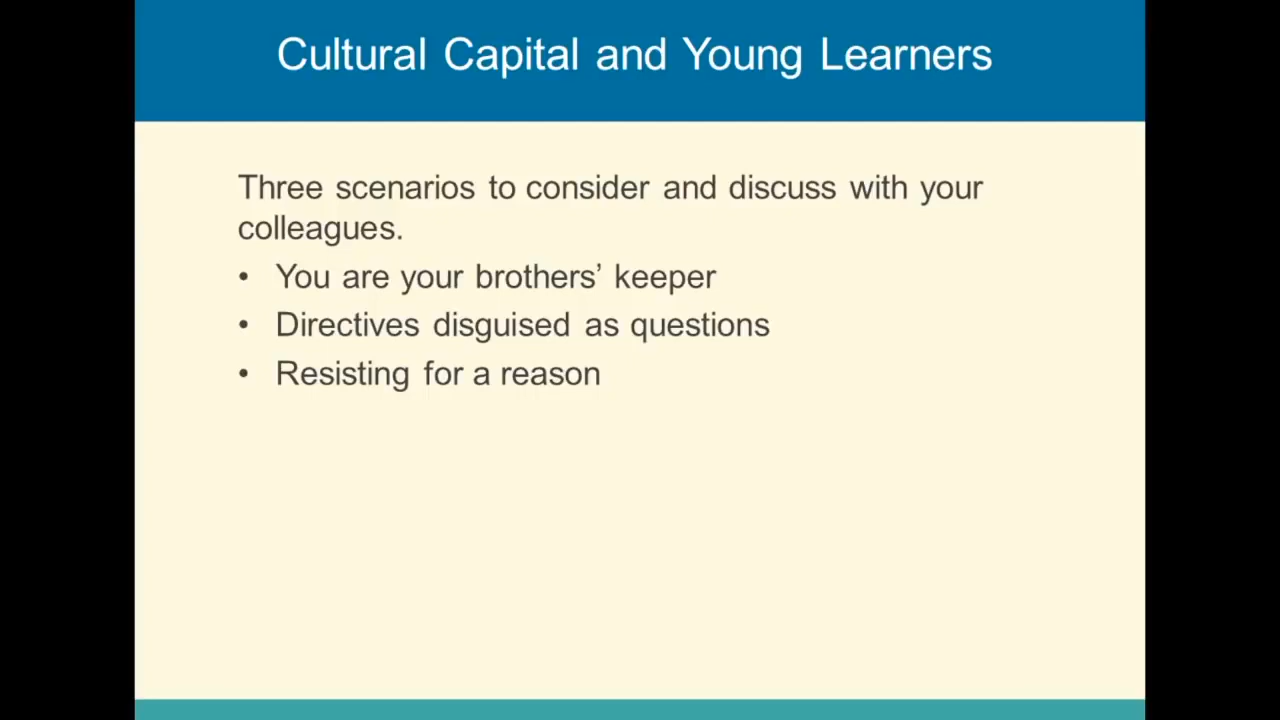 Cultural Capital and Young Learners
Three scenarios to consider and discuss with your
colleagues.
• You are your brothers’ keeper
• Directives disguised as questions
• Resisting for a reason